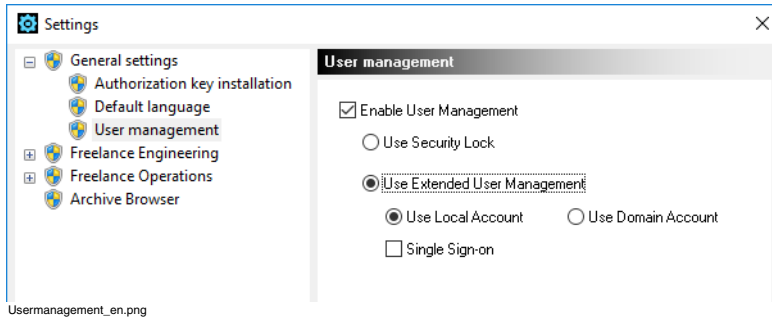 Settings
General settings
Authorization key installation
Default language
User management
Freelance Engineering
Freelance Operations
Archive Browser
User management
Enable User Management
Use Security Lock
Use Extended User Management
Use Local Account
Use Domain Account
Single Sign-on
Usermanagement_en.png